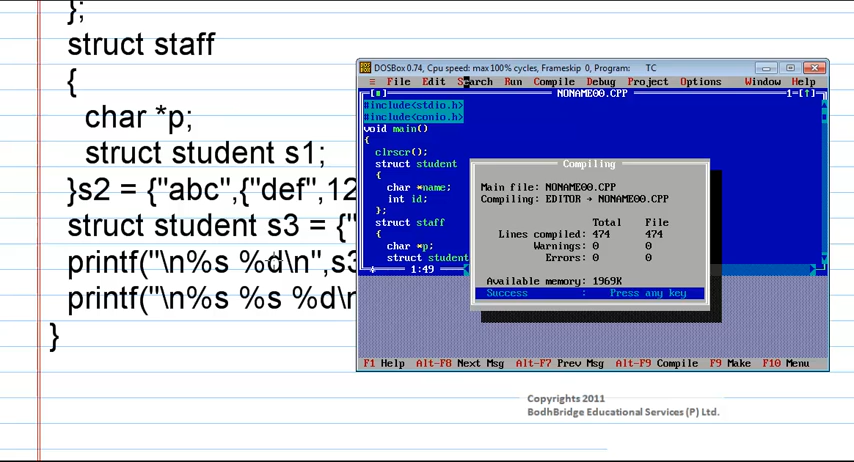 };
struct staff
{
char *p;
struct student s1;
}s2 = {"abc",{"def",12
struct student s3 = {"
printf("\n%s %d\n",s3
printf("\n%s %s %d\n
}
DOSBox 0.74, Cpu speed: max 100% cycles, Frameskip 0, Program: TC
≡ File Edit Search Run Compile Debug Project Options Window Help
NONAME00.CPP 1=[↑]
#include<stdio.h>
#include<conio.h>
void main()
{
clrscr();
struct student
{
char *name;
int id;
};
struct staff
{
char *p;
struct student
1:49
Compiling
Main file: NONAME00.CPP
Compiling: EDITOR → NONAME00.CPP
Total File
Lines compiled: 474 474
Warnings: 0 0
Errors: 0 0
Available memory: 1969K
Success : Press any key
F1 Help Alt-F8 Next Msg Alt-F7 Prev Msg Alt-F9 Compile F9 Make F10 Menu
Copyrights 2011
BodhBridge Educational Services (P) Ltd.